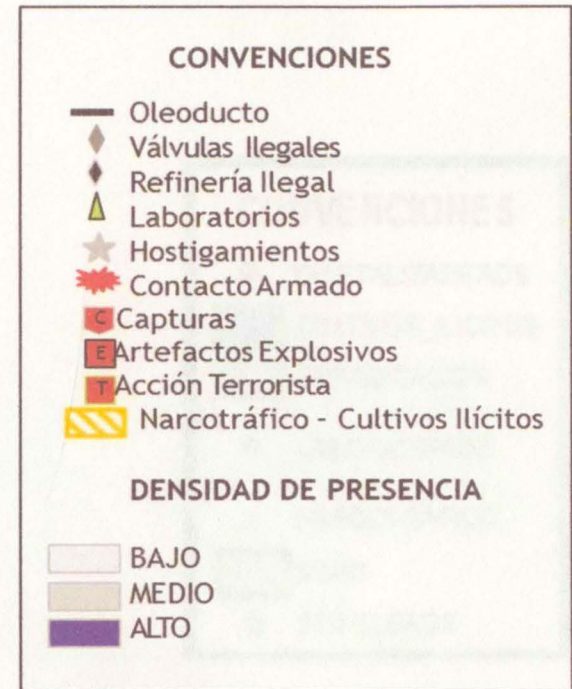 CONVENCIONES
Oleoducto
Válvulas Ilegales
Refinería Ilegal
Laboratorios
Hostigamientos
Contacto Armado
C Capturas
E Artefactos Explosivos
T Acción Terrorista
Narcotráfico - Cultivos Ilícitos
DENSIDAD DE PRESENCIA
BAJO
MEDIO
ALTO